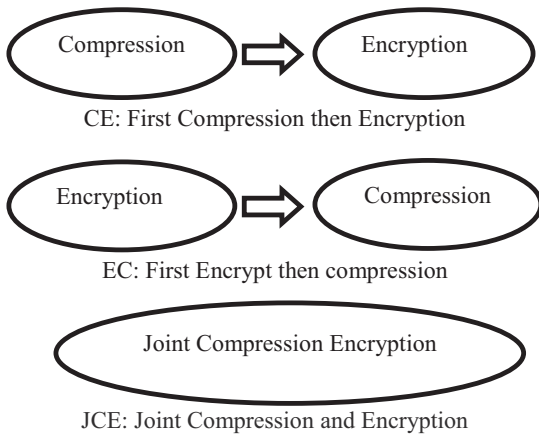 Compression Encryption
CE: First Compression then Encryption
Encryption Compression
EC: First Encrypt then compression
Joint Compression Encryption
JCE: Joint Compression and Encryption